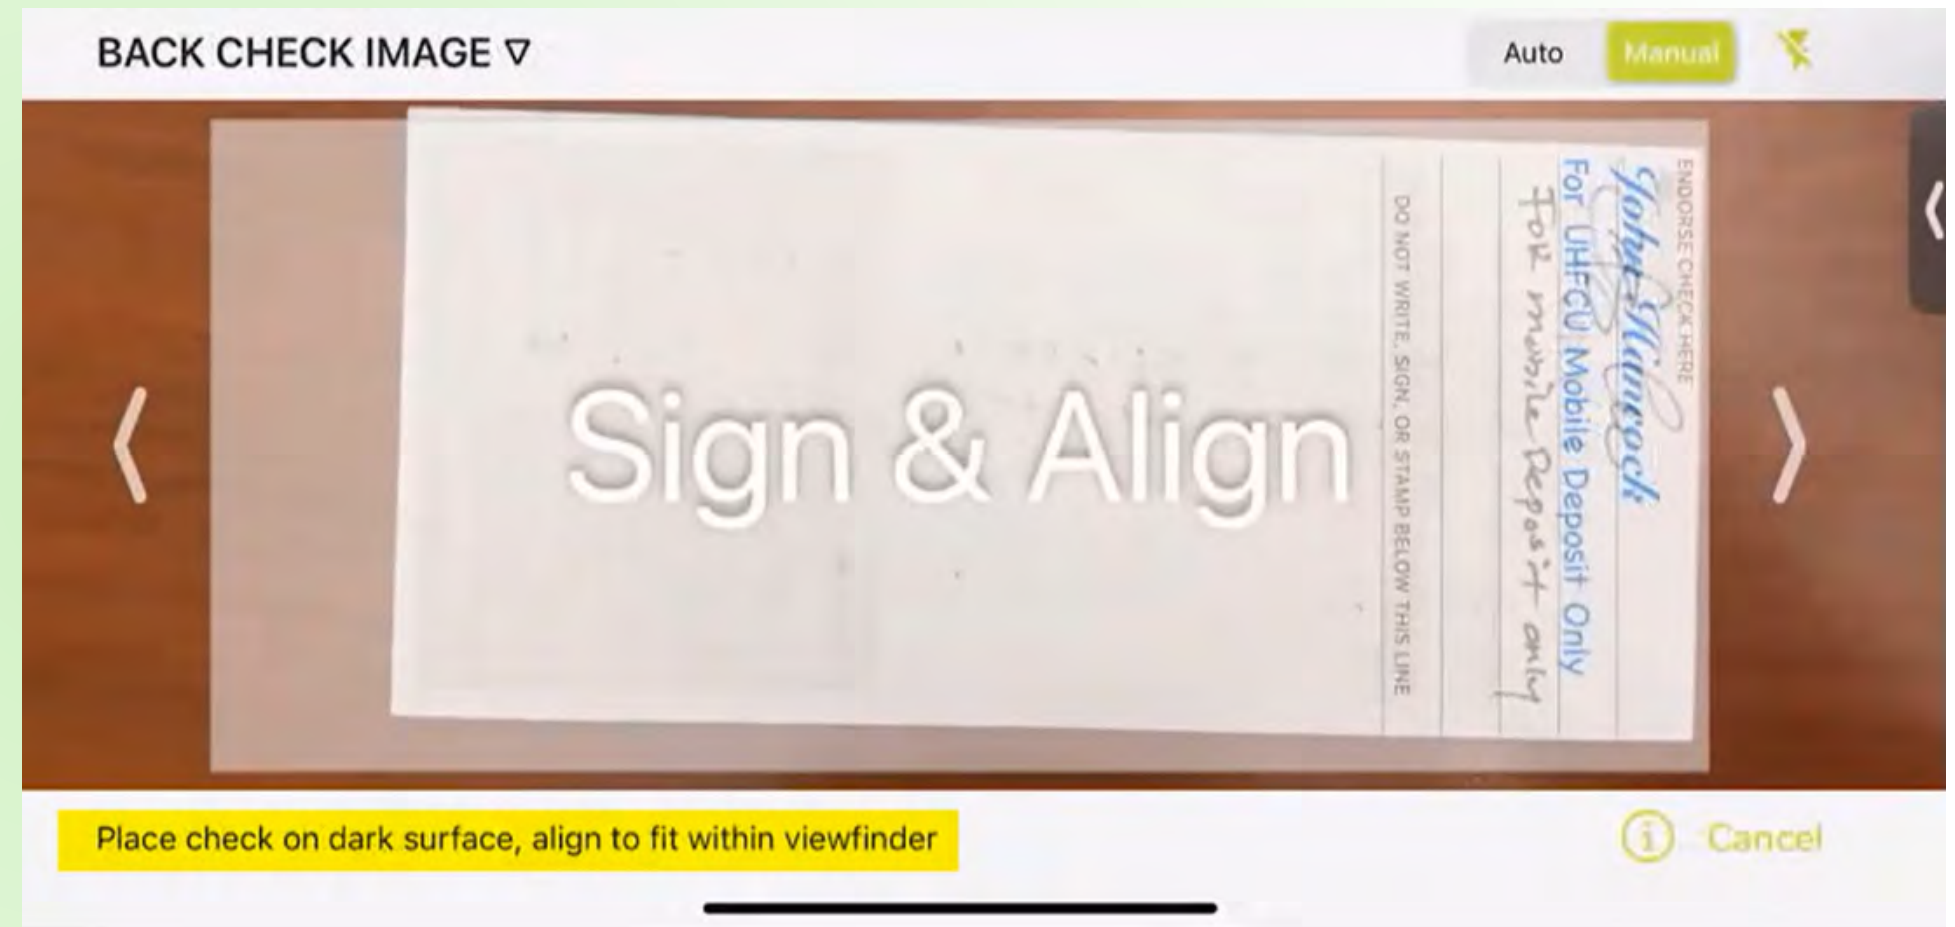 BACK CHECK IMAGE ▽
Auto
Manual
ENDORSE CHECK HERE
John Hancock
For UHFCU Mobile Deposit Only
For mobile Deposit only
DO NOT WRITE, SIGN, OR STAMP BELOW THIS LINE
Sign & Align
Place check on dark surface, align to fit within viewfinder
Cancel